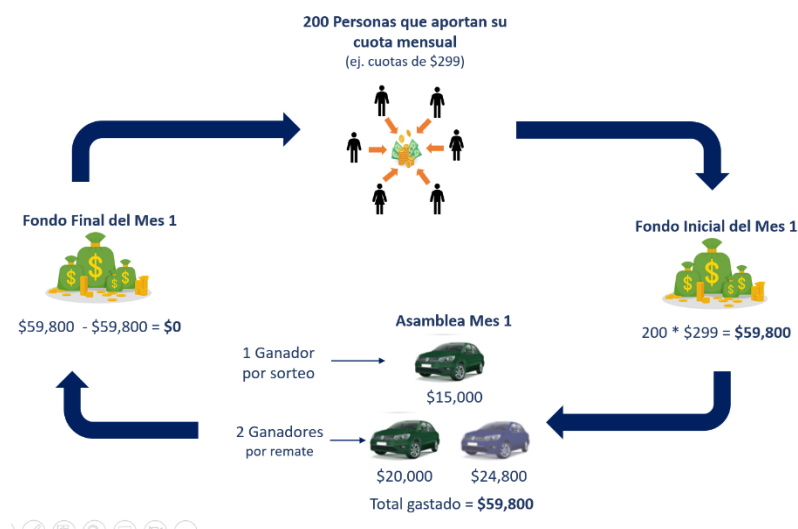 200 Personas que aportan su
cuota mensual
(ej. cuotas de $299)
Fondo Final del Mes 1
$59,800 - $59,800 = $0
Fondo Inicial del Mes 1
200 * $299 = $59,800
Asamblea Mes 1
1 Ganador
por sorteo
$15,000
2 Ganadores
por remate
$20,000
$24,800
Total gastado = $59,800